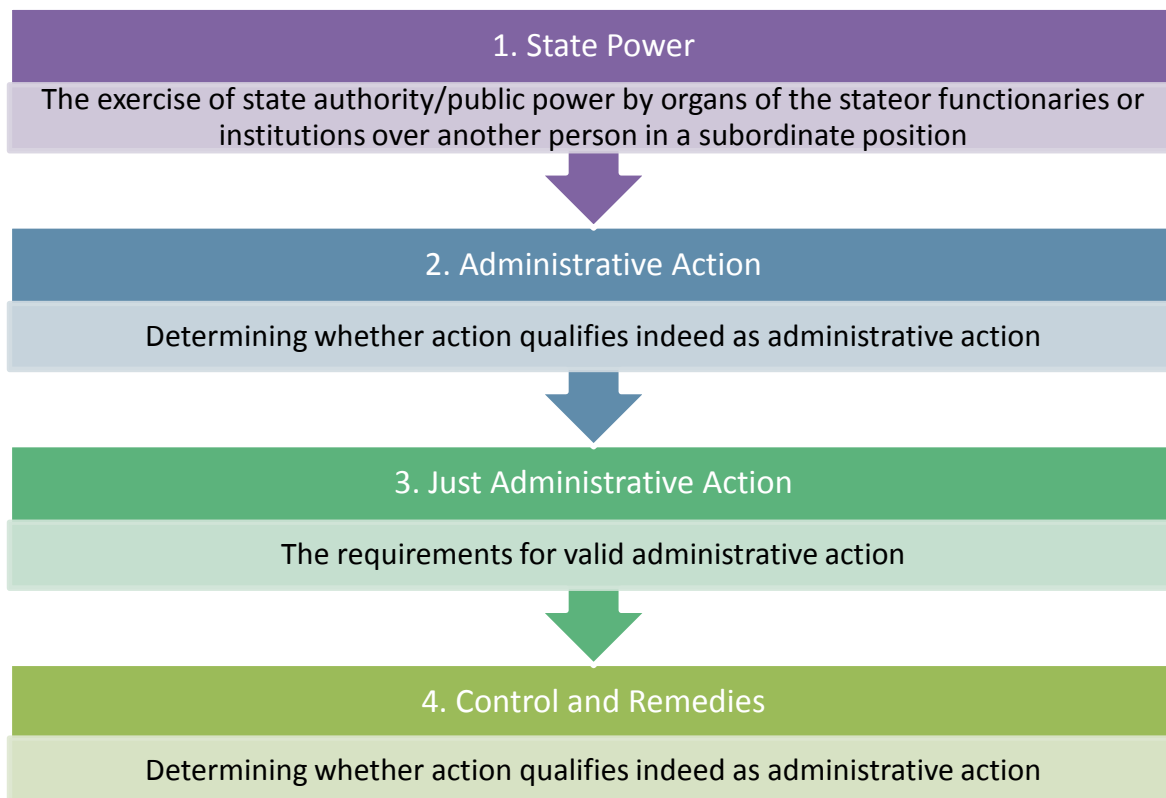 1. State Power
The exercise of state authority/public power by organs of the stateor functionaries or
institutions over another person in a subordinate position
2. Administrative Action
Determining whether action qualifies indeed as administrative action
3. Just Administrative Action
The requirements for valid administrative action
4. Control and Remedies
Determining whether action qualifies indeed as administrative action